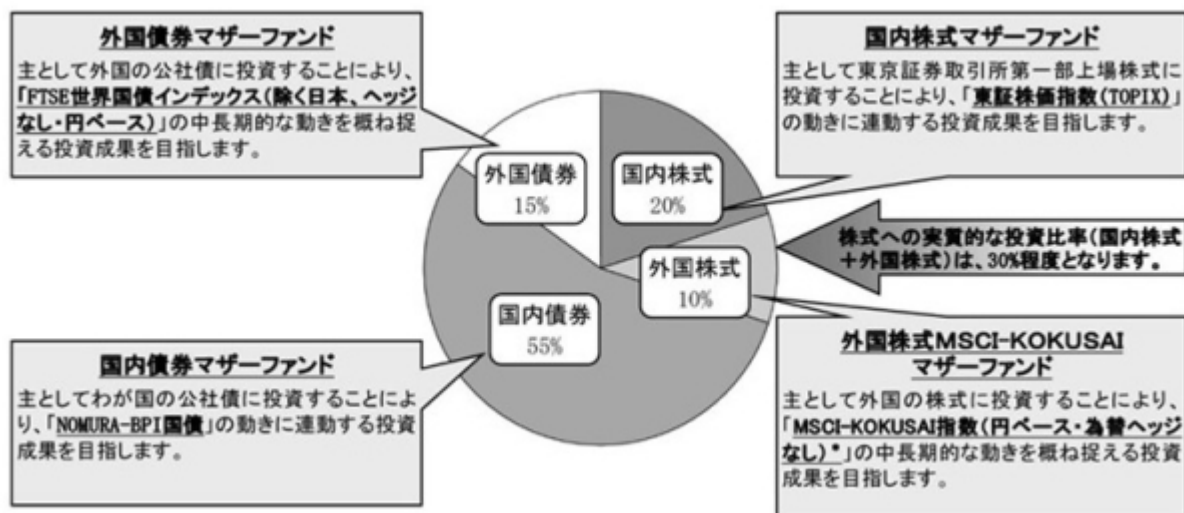 外国債券マザーファンド
主として外国の公社債に投資することにより、
「FTSE世界国債インデックス(除く日本、ヘッジ
なし・円ベース)」の中長期的な動きを概ね捉
える投資成果を目指します。
国内株式マザーファンド
主として東京証券取引所第一部上場株式に
投資することにより、「東証株価指数(TOPIX)」
の動きに連動する投資成果を目指します。
外国債券
15%
国内株式
20%
株式への実質的な投資比率(国内株式
+外国株式)は、30%程度となります。
外国株式
10%
国内債券
55%
国内債券マザーファンド
主としてわが国の公社債に投資することによ
り、「NOMURA-BPI国債」の動きに連動する投資
成果を目指します。
外国株式MSCI-KOKUSAI
マザーファンド
主として外国の株式に投資することにより、
「MSCI-KOKUSAI指数(円ベース・為替ヘッジ
なし)*」の中長期的な動きを概ね捉える投資
成果を目指します。